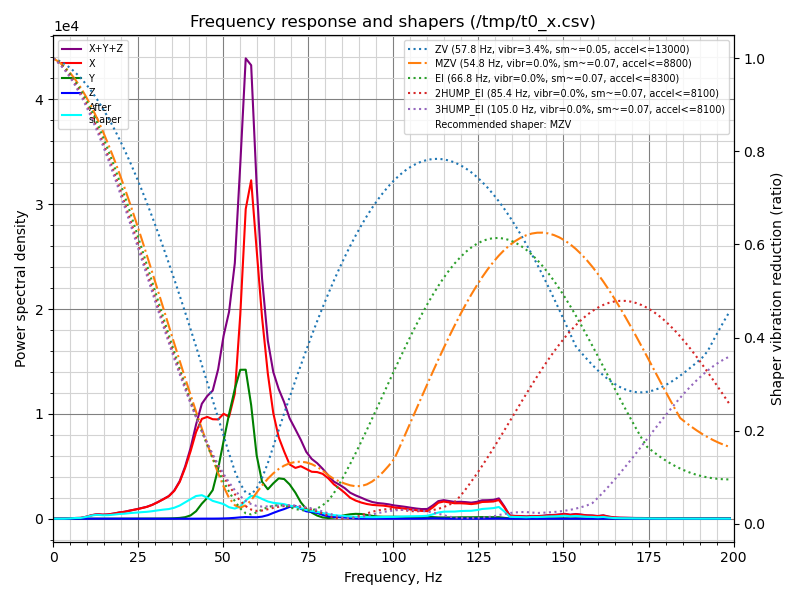 Frequency response and shapers (/tmp/t0_x.csv)
1e4
X+Y+Z
X
Y
Z
After
shaper
ZV (57.8 Hz, vibr=3.4%, sm~=0.05, accel<=13000)
MZV (54.8 Hz, vibr=0.0%, sm~=0.07, accel<=8800)
EI (66.8 Hz, vibr=0.0%, sm~=0.07, accel<=8300)
2HUMP_EI (85.4 Hz, vibr=0.0%, sm~=0.07, accel<=8100)
3HUMP_EI (105.0 Hz, vibr=0.0%, sm~=0.07, accel<=8100)
Recommended shaper: MZV
Power spectral density
4
3
2
1
0
1.0
0.8
0.6
0.4
0.2
0.0
Shaper vibration reduction (ratio)
0 25 50 75 100 125 150 175 200
Frequency, Hz